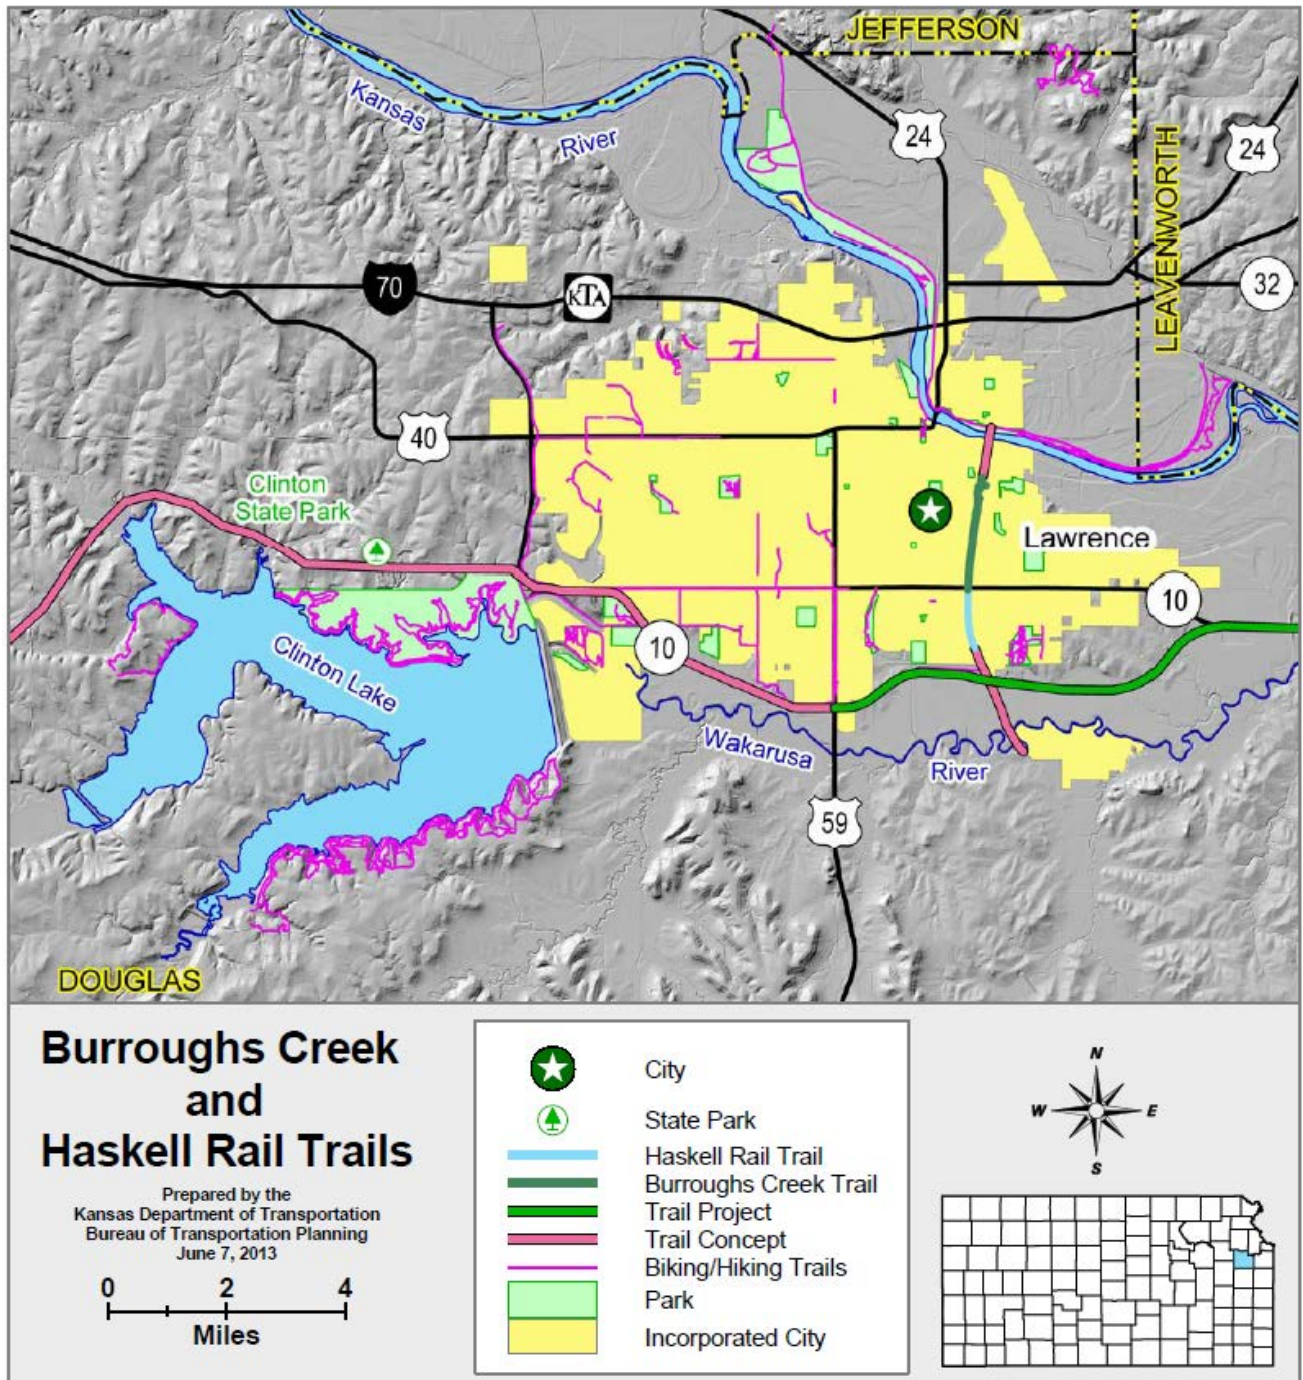 JEFFERSON
Kansas
River
24
24
LEAVENWORTH
70
KTA
32
40
Clinton
State Park
Lawrence
10
10
Clinton Lake
Wakarusa
River
59
DOUGLAS
Burroughs Creek
and
Haskell Rail Trails
Prepared by the
Kansas Department of Transportation
Bureau of Transportation Planning
June 7, 2013
0 2 4
Miles
City
State Park
Haskell Rail Trail
Burroughs Creek Trail
Trail Project
Trail Concept
Biking/Hiking Trails
Park
Incorporated City
N
W E
S